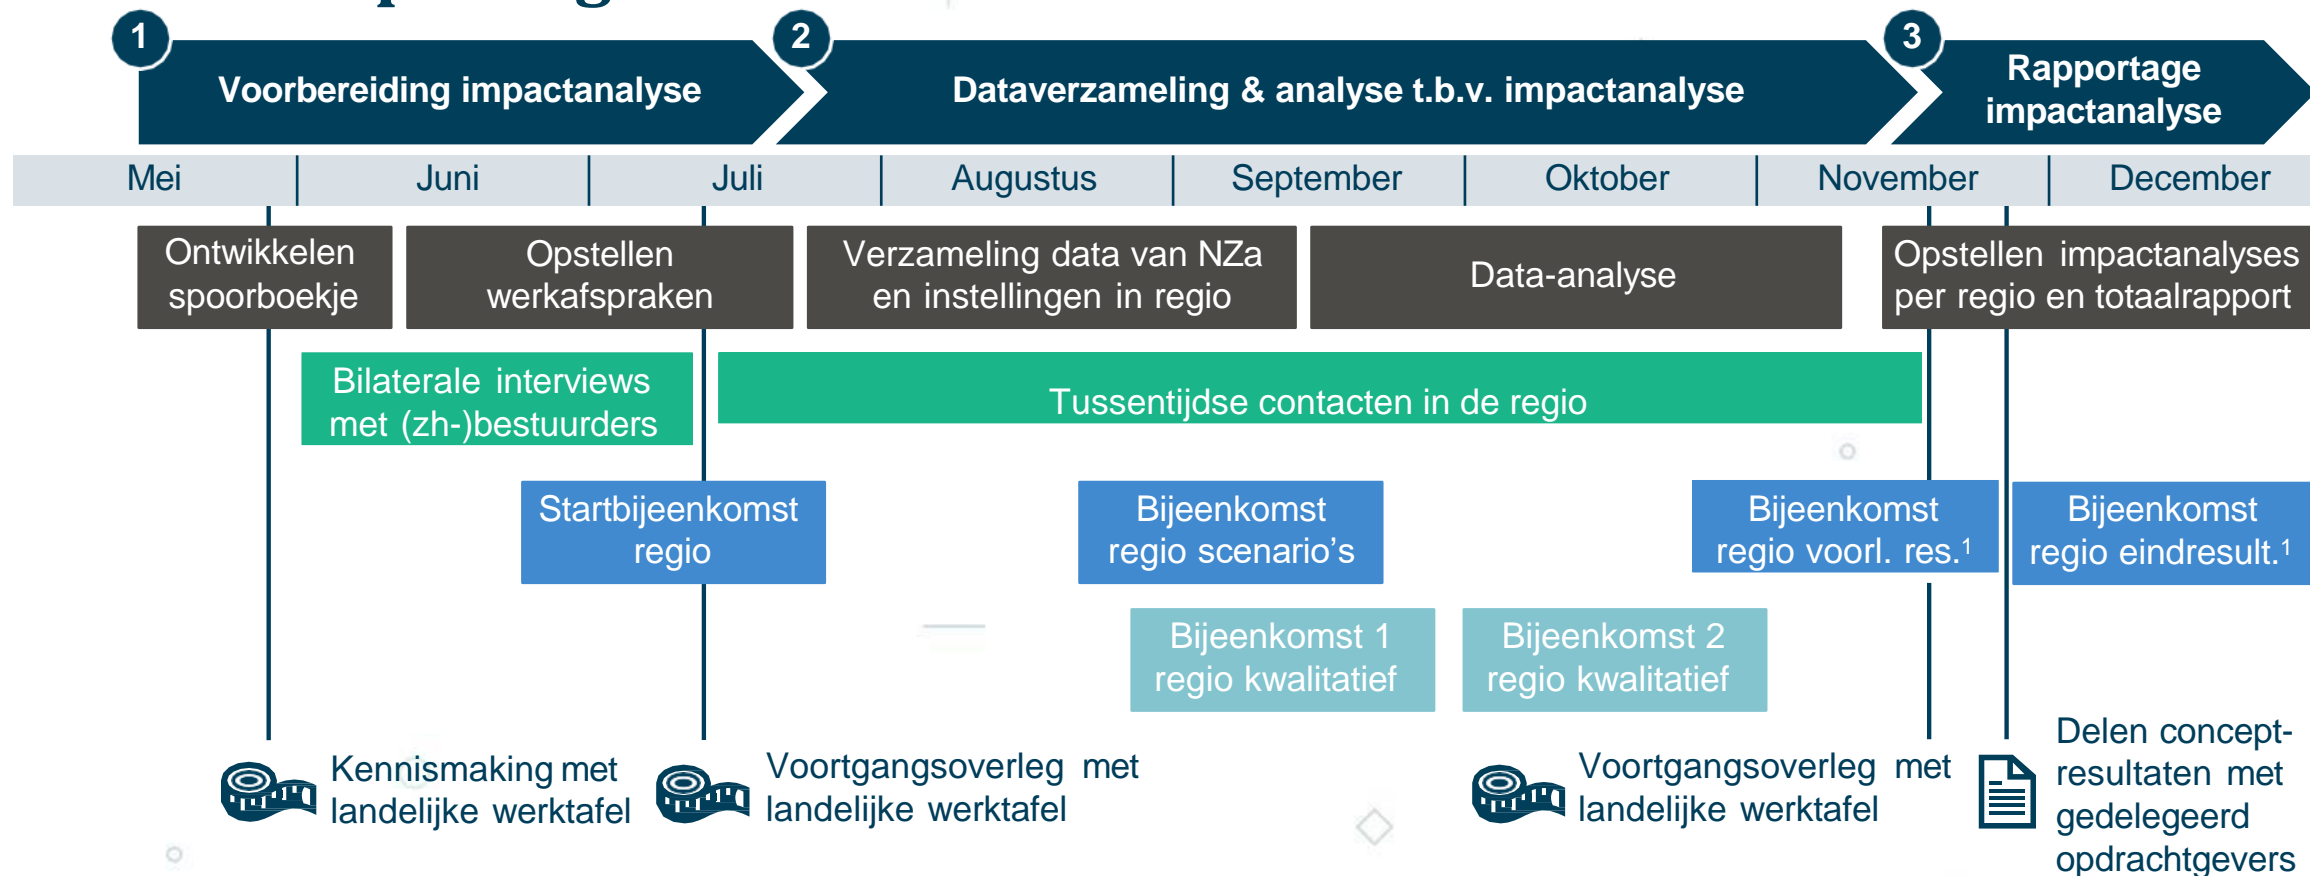 1
2
3
Voorbereiding impactanalyse
Dataverzameling & analyse t.b.v. impactanalyse
Rapportage
impactanalyse
Mei
Juni
Juli
Augustus
September
Oktober
November
December
Ontwikkelen
spoorboekje
Opstellen
werkafspraken
Verzameling data van NZa
en instellingen in regio
Data-analyse
Opstellen impactanalyses
per regio en totaalrapport
Bilaterale interviews
met (zh-)bestuurders
Tussentijdse contacten in de regio
Startbijeenkomst
regio
Bijeenkomst
regio scenario's
Bijeenkomst
regio voorl. res.¹
Bijeenkomst
regio eindresult.¹
Bijeenkomst 1
regio kwalitatief
Bijeenkomst 2
regio kwalitatief
Kennismaking met
landelijke werktafel
Voortgangsoverleg met
landelijke werktafel
Voortgangsoverleg met
landelijke werktafel
Delen concept-
resultaten met
gedelegeerd
opdrachtgevers